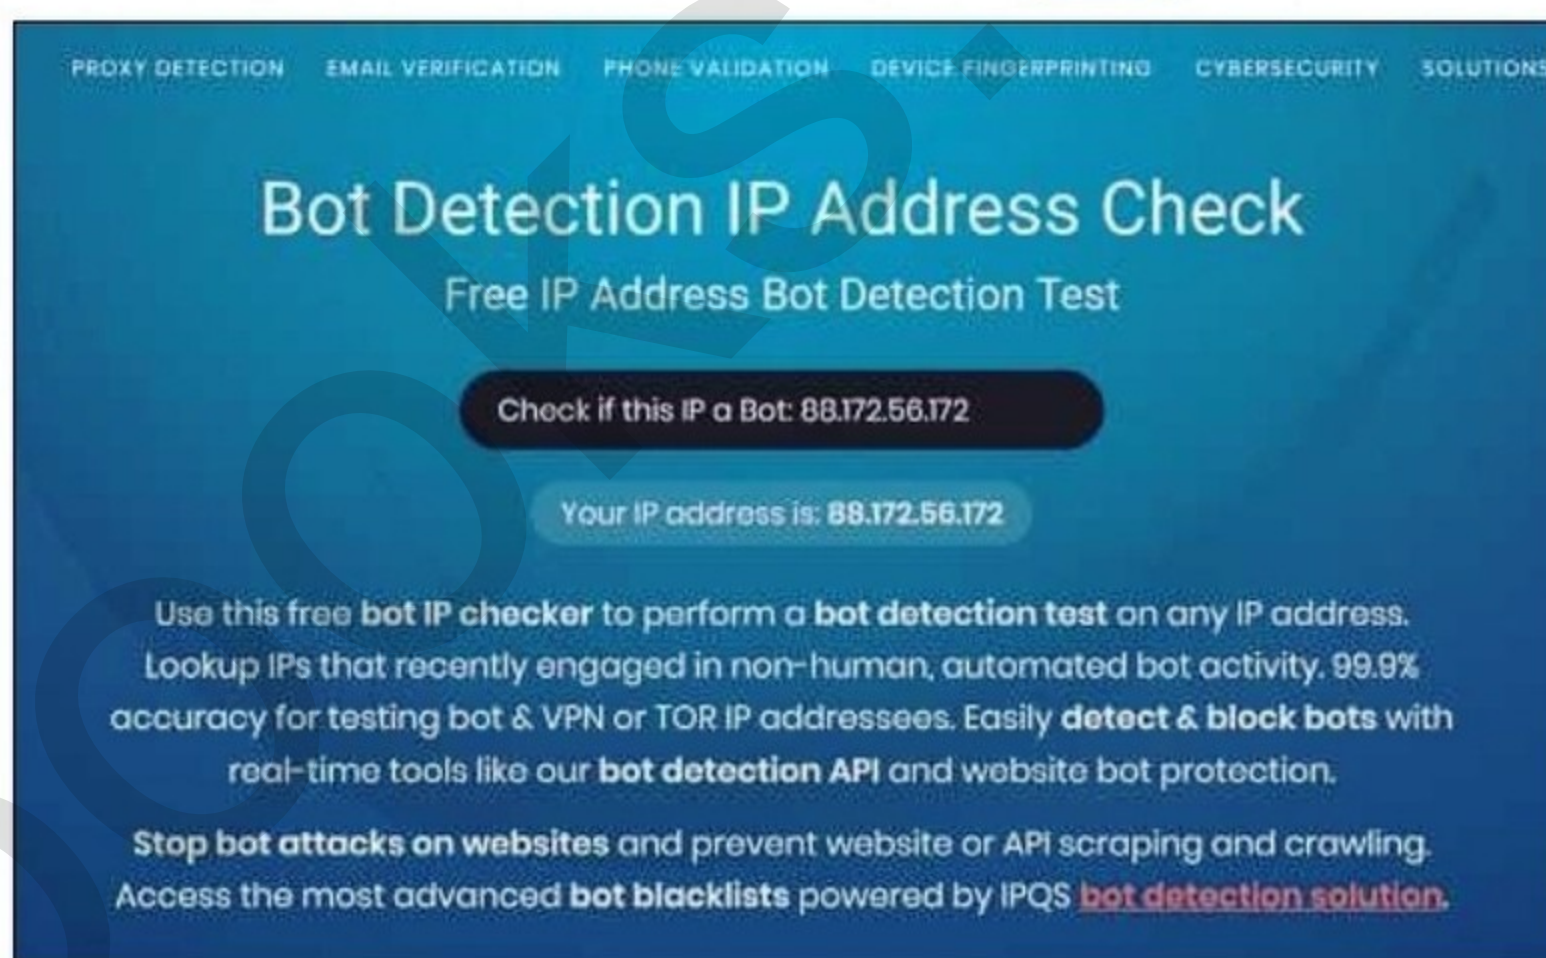 PROXY DETECTION EMAIL VERIFICATION PHONE VALIDATION DEVICE FINGERPRINTING CYBERSECURITY SOLUTIONS
Bot Detection IP Address Check
Free IP Address Bot Detection Test
Check if this IP a Bot: 88.172.56.172
Your IP address is: 88.172.56.172
Use this free bot IP checker to perform a bot detection test on any IP address.
Lookup IPs that recently engaged in non-human, automated bot activity. 99.9%
accuracy for testing bot & VPN or TOR IP addressees. Easily detect & block bots with
real-time tools like our bot detection API and website bot protection.
Stop bot attacks on websites and prevent website or API scraping and crawling.
Access the most advanced bot blacklists powered by IPQS bot detection solution.